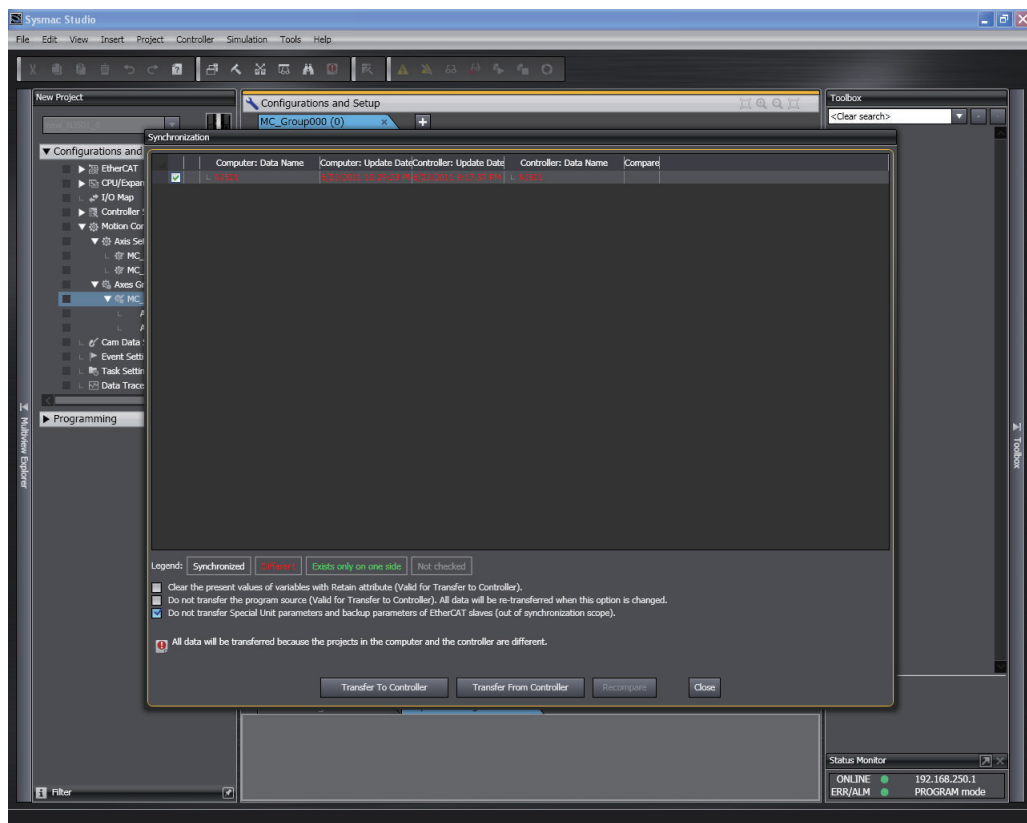 Sysmac Studio
File Edit View Insert Project Controller Simulation Tools Help
New Project
Configurations and Setup
Toolbox
MC_Group000 (0)
<Clear search>
Synchronization
Configurations and
EtherCAT
CPU/Expan
I/O Map
Controller
Motion Con
Axis Set
MC_
MC_
Axes Gr
MC_
A
A
Cam Data
Event Setti
Task Settin
Data Trace
Programming
Computer: Data Name Computer: Update Date Controller: Update Date Controller: Data Name Compare
Multiview Explorer
Toolbox
Legend: Synchronized Different Exists only on one side Not checked
Clear the present values of variables with Retain attribute (Valid for Transfer to Controller).
Do not transfer the program source (Valid for Transfer to Controller). All data will be re-transferred when this option is changed.
Do not transfer Special Unit parameters and backup parameters of EtherCAT slaves (out of synchronization scope).
All data will be transferred because the projects in the computer and the controller are different.
Transfer To Controller Transfer From Controller Recompare Close
Filter
Status Monitor
ONLINE 192.168.250.1
ERR/ALM PROGRAM mode